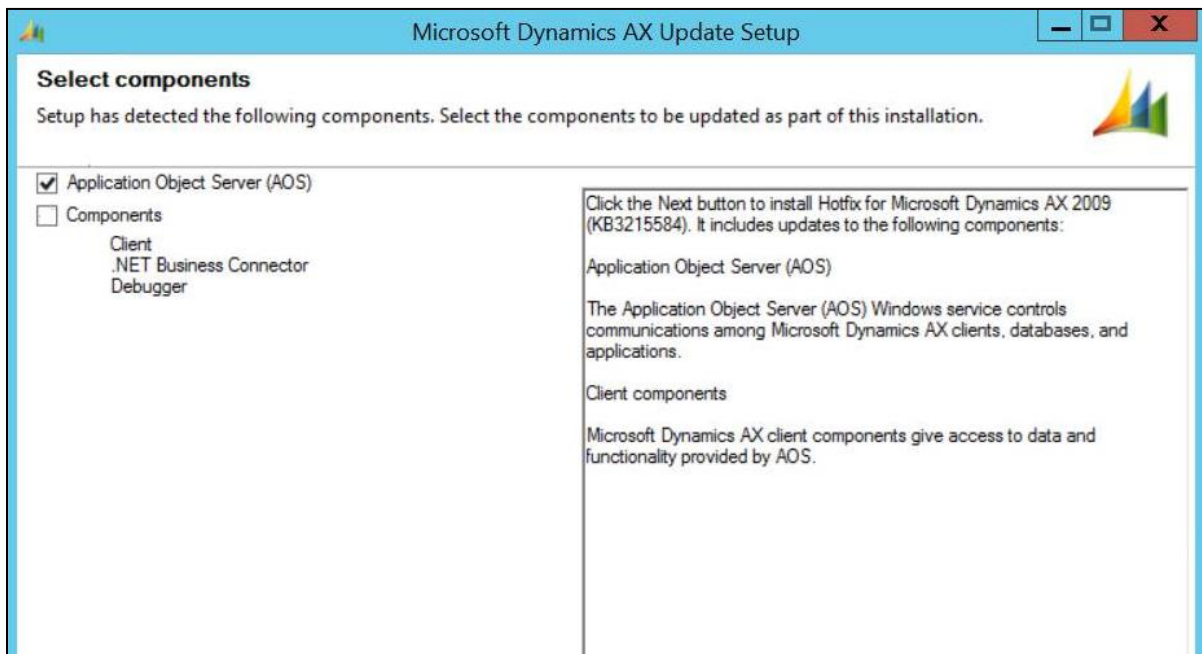 Microsoft Dynamics AX Update Setup
Select components
Setup has detected the following components. Select the components to be updated as part of this installation.
Application Object Server (AOS)
Components
Client
.NET Business Connector
Debugger
Click the Next button to install Hotfix for Microsoft Dynamics AX 2009
(KB3215584). It includes updates to the following components:
Application Object Server (AOS)
The Application Object Server (AOS) Windows service controls
communications among Microsoft Dynamics AX clients, databases, and
applications.
Client components
Microsoft Dynamics AX client components give access to data and
functionality provided by AOS.